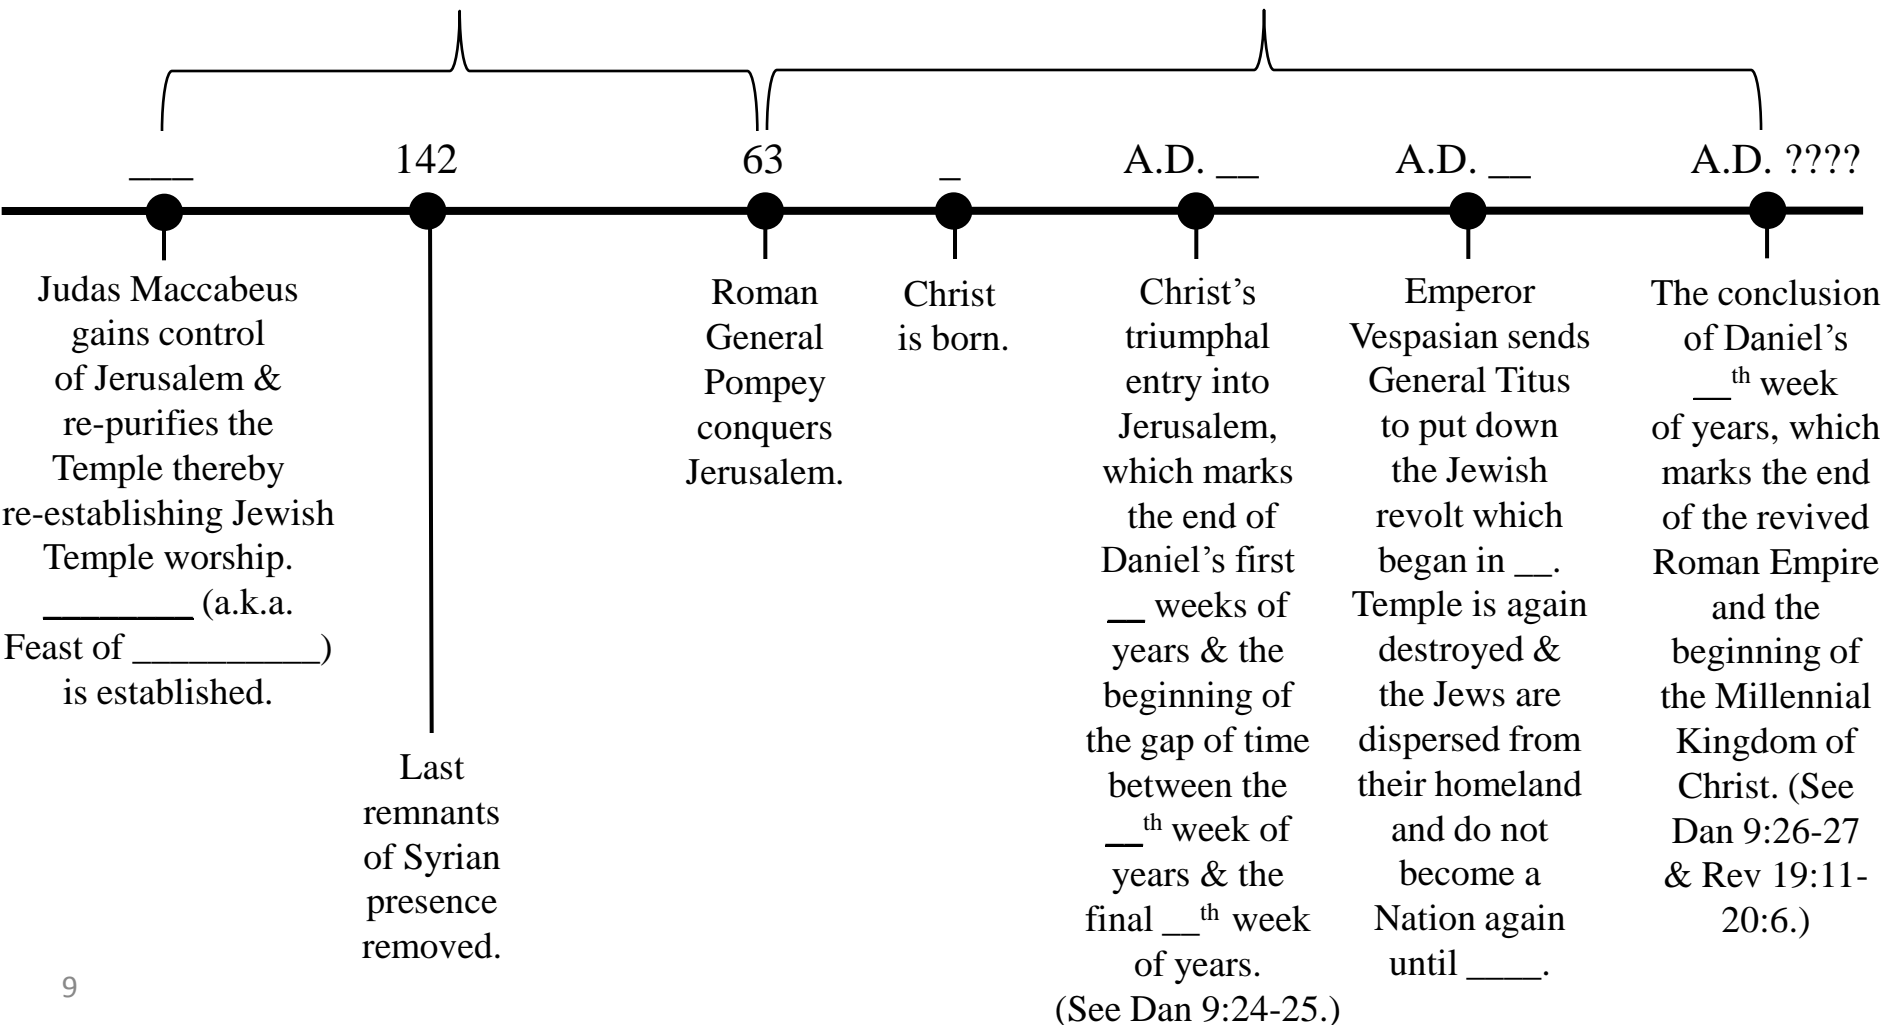 ___
142
63
_
A.D. __
A.D. __
A.D. ????
Judas Maccabeus
gains control
of Jerusalem &
re-purifies the
Temple thereby
re-establishing Jewish
Temple worship.
________ (a.k.a.
Feast of __________)
is established.
Last
remnants
of Syrian
presence
removed.
Roman
General
Pompey
conquers
Jerusalem.
Christ
is born.
Christ's
triumphal
entry into
Jerusalem,
which marks
the end of
Daniel's first
__ weeks of
years & the
beginning of
the gap of time
between the
__th week of
years & the
final __th week
of years.
(See Dan 9:24-25.)
Emperor
Vespasian sends
General Titus
to put down
the Jewish
revolt which
began in __.
Temple is again
destroyed &
the Jews are
dispersed from
their homeland
and do not
become a
Nation again
until ____.
The conclusion
of Daniel's
__th week
of years, which
marks the end
of the revived
Roman Empire
and the
beginning of
the Millennial
Kingdom of
Christ. (See
Dan 9:26-27
& Rev 19:11-
20:6.)
9